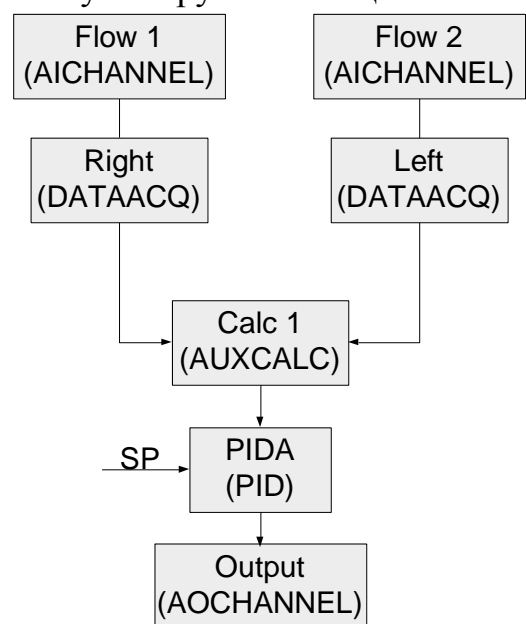 Flow 1
(AICHANNEL)
Flow 2
(AICHANNEL)
Right
(DATAACQ)
Left
(DATAACQ)
Calc 1
(AUXCALC)
SP
PIDA
(PID)
Output
(AOCHANNEL)